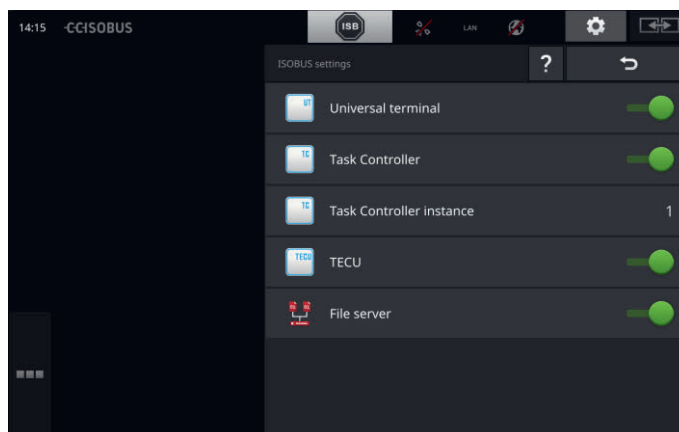 14:15 CCISOBUS ISB LAN
ISOBUS settings ?
UT Universal terminal
TC Task Controller
TC Task Controller instance 1
TECU TECU
File server